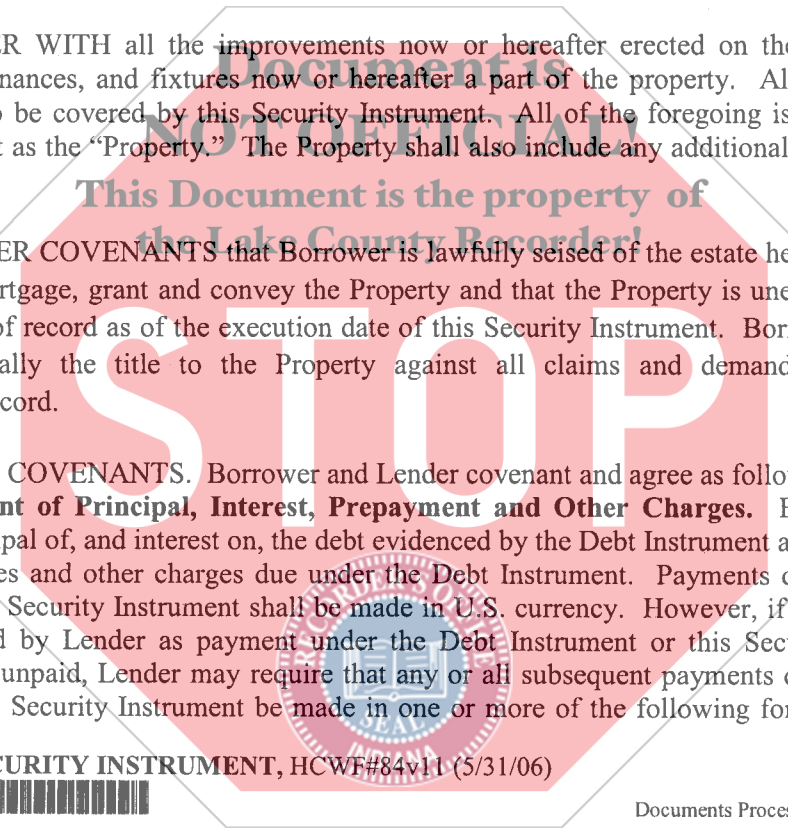 ER WITH all the improvements now or hereafter erected on the
Document is
nances, and fixtures now or hereafter a part of the property. Al
o be covered by this Security Instrument. All of the foregoing is
NOT OFFICIAL!
t as the “Property.” The Property shall also include any additional
This Document is the property of
the Lake County Recorder!
ER COVENANTS that Borrower is lawfully seised of the estate he
rtgage, grant and convey the Property and that the Property is une
of record as of the execution date of this Security Instrument. Bor
ally the title to the Property against all claims and demand
cord.
STOP
COVENANTS. Borrower and Lender covenant and agree as follo
nt of Principal, Interest, Prepayment and Other Charges.
ipal of, and interest on, the debt evidenced by the Debt Instrument a
es and other charges due under the Debt Instrument. Payments
Security Instrument shall be made in U.S. currency. However, if
d by Lender as payment under the Debt Instrument or this Secu
unpaid, Lender may require that any or all subsequent payments
Security Instrument be made in one or more of the following for
RECORDERS OFFICE
SEAL
INDIANA
CURITY INSTRUMENT, HCWF#84v11 (5/31/06)
Documents Proces